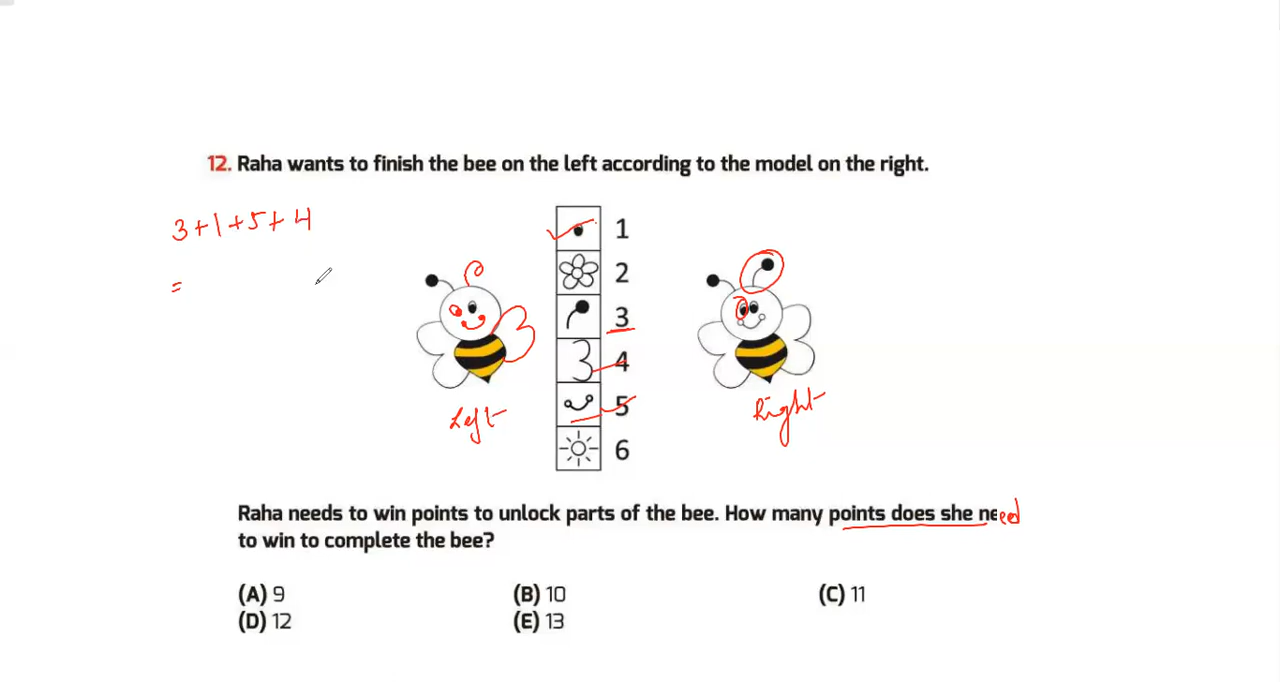 12. Raha wants to finish the bee on the left according to the model on the right.
3+1+5+4
=
1
2
3
4
5
6
Left
Right
Raha needs to win points to unlock parts of the bee. How many points does she need
to win to complete the bee?
(A) 9 (B) 10 (C) 11
(D) 12 (E) 13